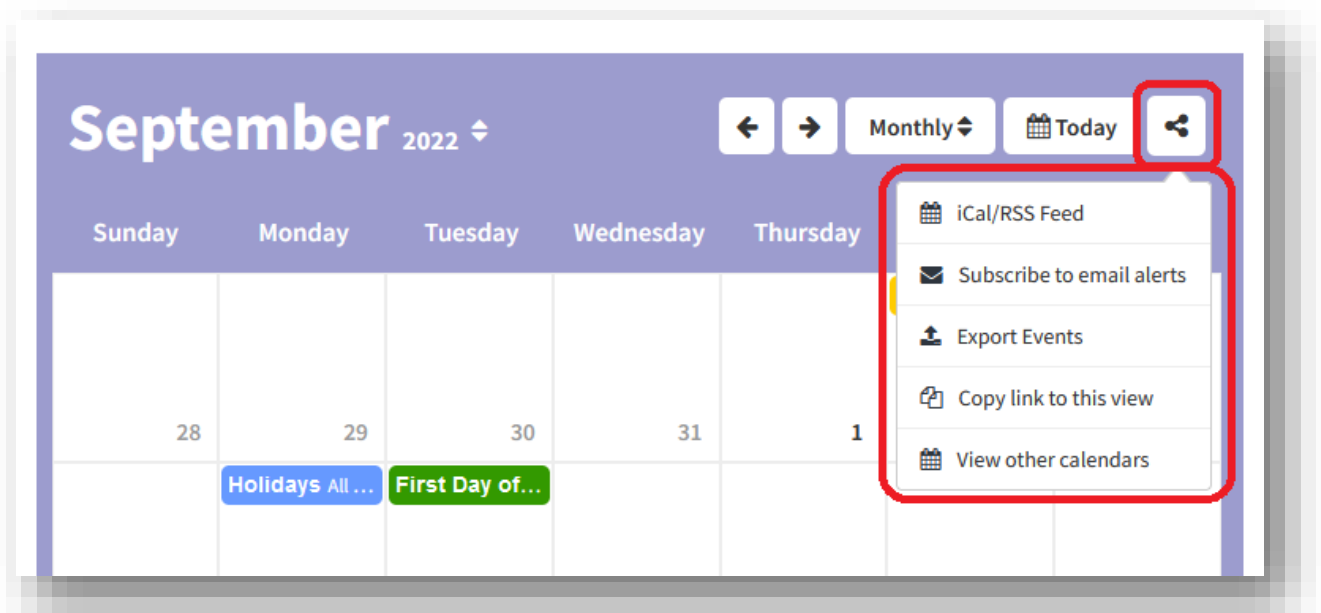 September 2022
Monthly
Today
Sunday Monday Tuesday Wednesday Thursday
iCal/RSS Feed
Subscribe to email alerts
Export Events
Copy link to this view
View other calendars
28 29 30 31 1
Holidays All ... First Day of...